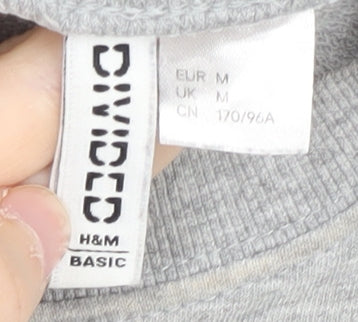 DIVIDED
H&M
BASIC
EUR M
UK M
CN 170/96A